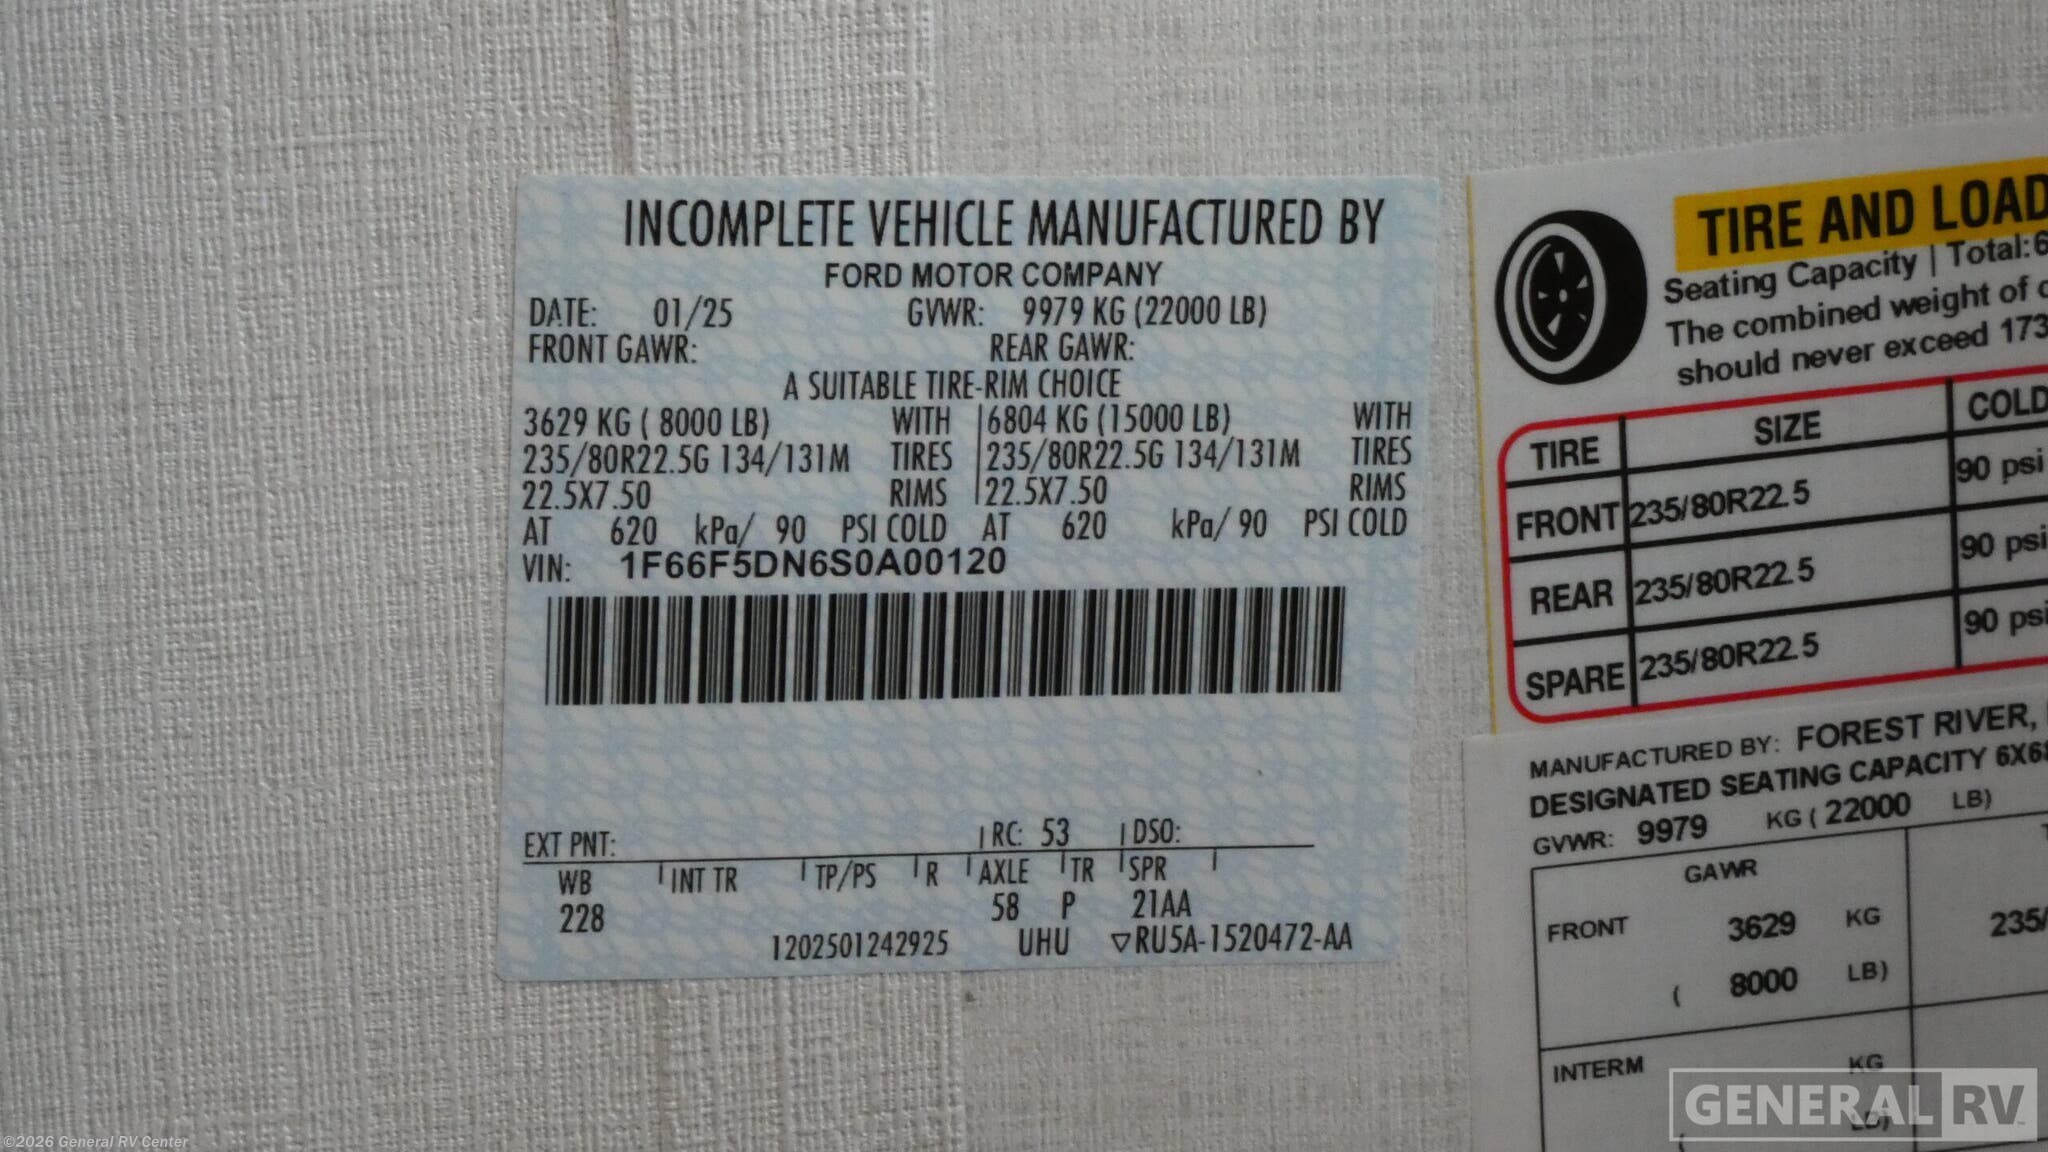 INCOMPLETE VEHICLE MANUFACTURED BY
FORD MOTOR COMPANY
DATE: 01/25 GVWR: 9979 KG (22000 LB)
FRONT GAWR: REAR GAWR:
A SUITABLE TIRE-RIM CHOICE
3629 KG ( 8000 LB) WITH 6804 KG (15000 LB) WITH
235/80R22.5G 134/131M TIRES 235/80R22.5G 134/131M TIRES
22.5X7.50 RIMS 22.5X7.50 RIMS
AT 620 kPa/ 90 PSI COLD AT 620 kPa/ 90 PSI COLD
VIN: 1F66F5DN6S0A00120
EXT PNT: RC: 53 DSO:
WB INT TR TP/PS R AXLE TR SPR
228 58 P 21AA
1202501242925 UHU ▽RU5A-1520472-AA
TIRE AND LOAD
Seating Capacity | Total:6
The combined weight of
should never exceed 173
TIRE SIZE COLD
FRONT 235/80R22.5 90 psi
REAR 235/80R22.5 90 psi
SPARE 235/80R22.5 90 psi
MANUFACTURED BY: FOREST RIVER,
DESIGNATED SEATING CAPACITY 6X68
GVWR: 9979 KG ( 22000 LB)
GAWR
FRONT 3629 KG 235/
( 8000 LB)
INTERM KG
( LB)
GENERAL RV
©2026 General RV Center